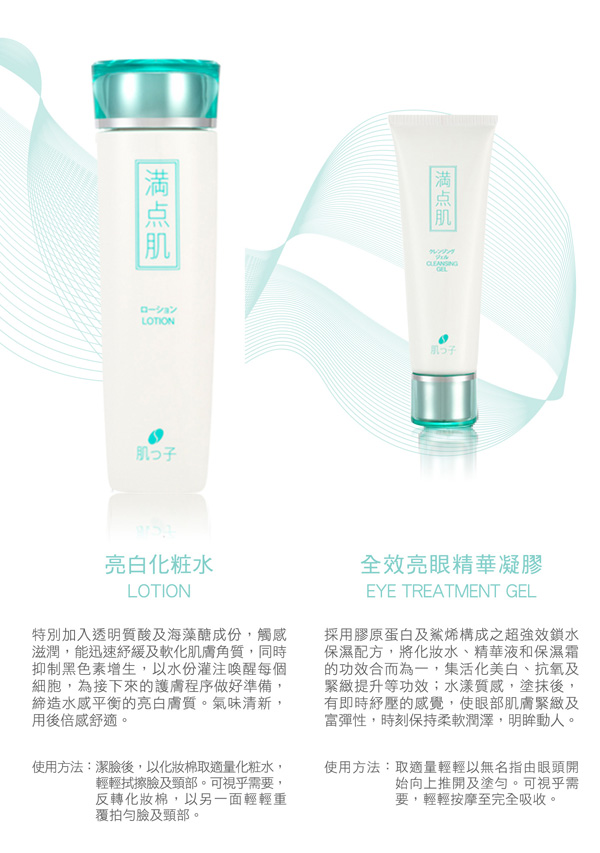 満点肌
ローション
LOTION
肌っ子
満点肌
クレンジング
ジェル
CLEANSING
GEL
肌っ子
亮白化粧水
LOTION
特別加入透明質酸及海藻醣成份，觸感
滋潤，能迅速紓緩及軟化肌膚角質，同時
抑制黑色素增生，以水份灌注喚醒每個
細胞，為接下來的護膚程序做好準備，
締造水感平衡的亮白膚質。氣味清新，
用後倍感舒適。
使用方法：潔臉後，以化妝棉取適量化粧水，
輕輕拭擦臉及頸部。可視乎需要，
反轉化妝棉，以另一面輕輕重
覆拍勻臉及頸部。
全效亮眼精華凝膠
EYE TREATMENT GEL
採用膠原蛋白及鯊烯構成之超強效鎖水
保濕配方，將化妝水、精華液和保濕霜
的功效合而為一，集活化美白、抗氧及
緊緻提升等功效；水漾質感，塗抹後，
有即時紓壓的感覺，使眼部肌膚緊緻及
富彈性，時刻保持柔軟潤澤，明眸動人。
使用方法：取適量輕輕以無名指由眼頭開
始向上推開及塗勻。可視乎需
要，輕輕按摩至完全吸收。